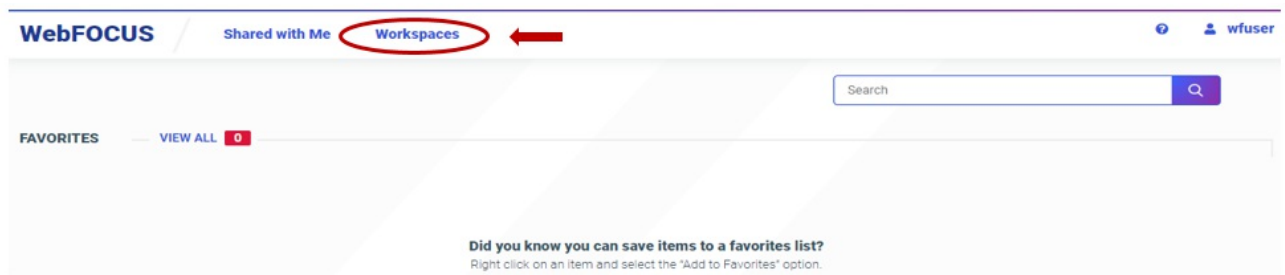 WebFOCUS Shared with Me Workspaces wfuser
Search
FAVORITES VIEW ALL 0
Did you know you can save items to a favorites list?
Right click on an item and select the "Add to Favorites" option.